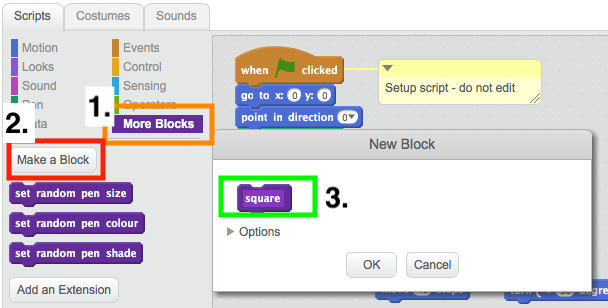 Scripts Costumes Sounds
Motion Events
Looks Control
Sound Sensing
Pen Operators
Data More Blocks
1.
2.
Make a Block
set random pen size
set random pen colour
set random pen shade
Add an Extension
when clicked
go to x: 0 y: 0
point in direction 0
Setup script - do not edit
New Block
square
3.
Options
OK Cancel